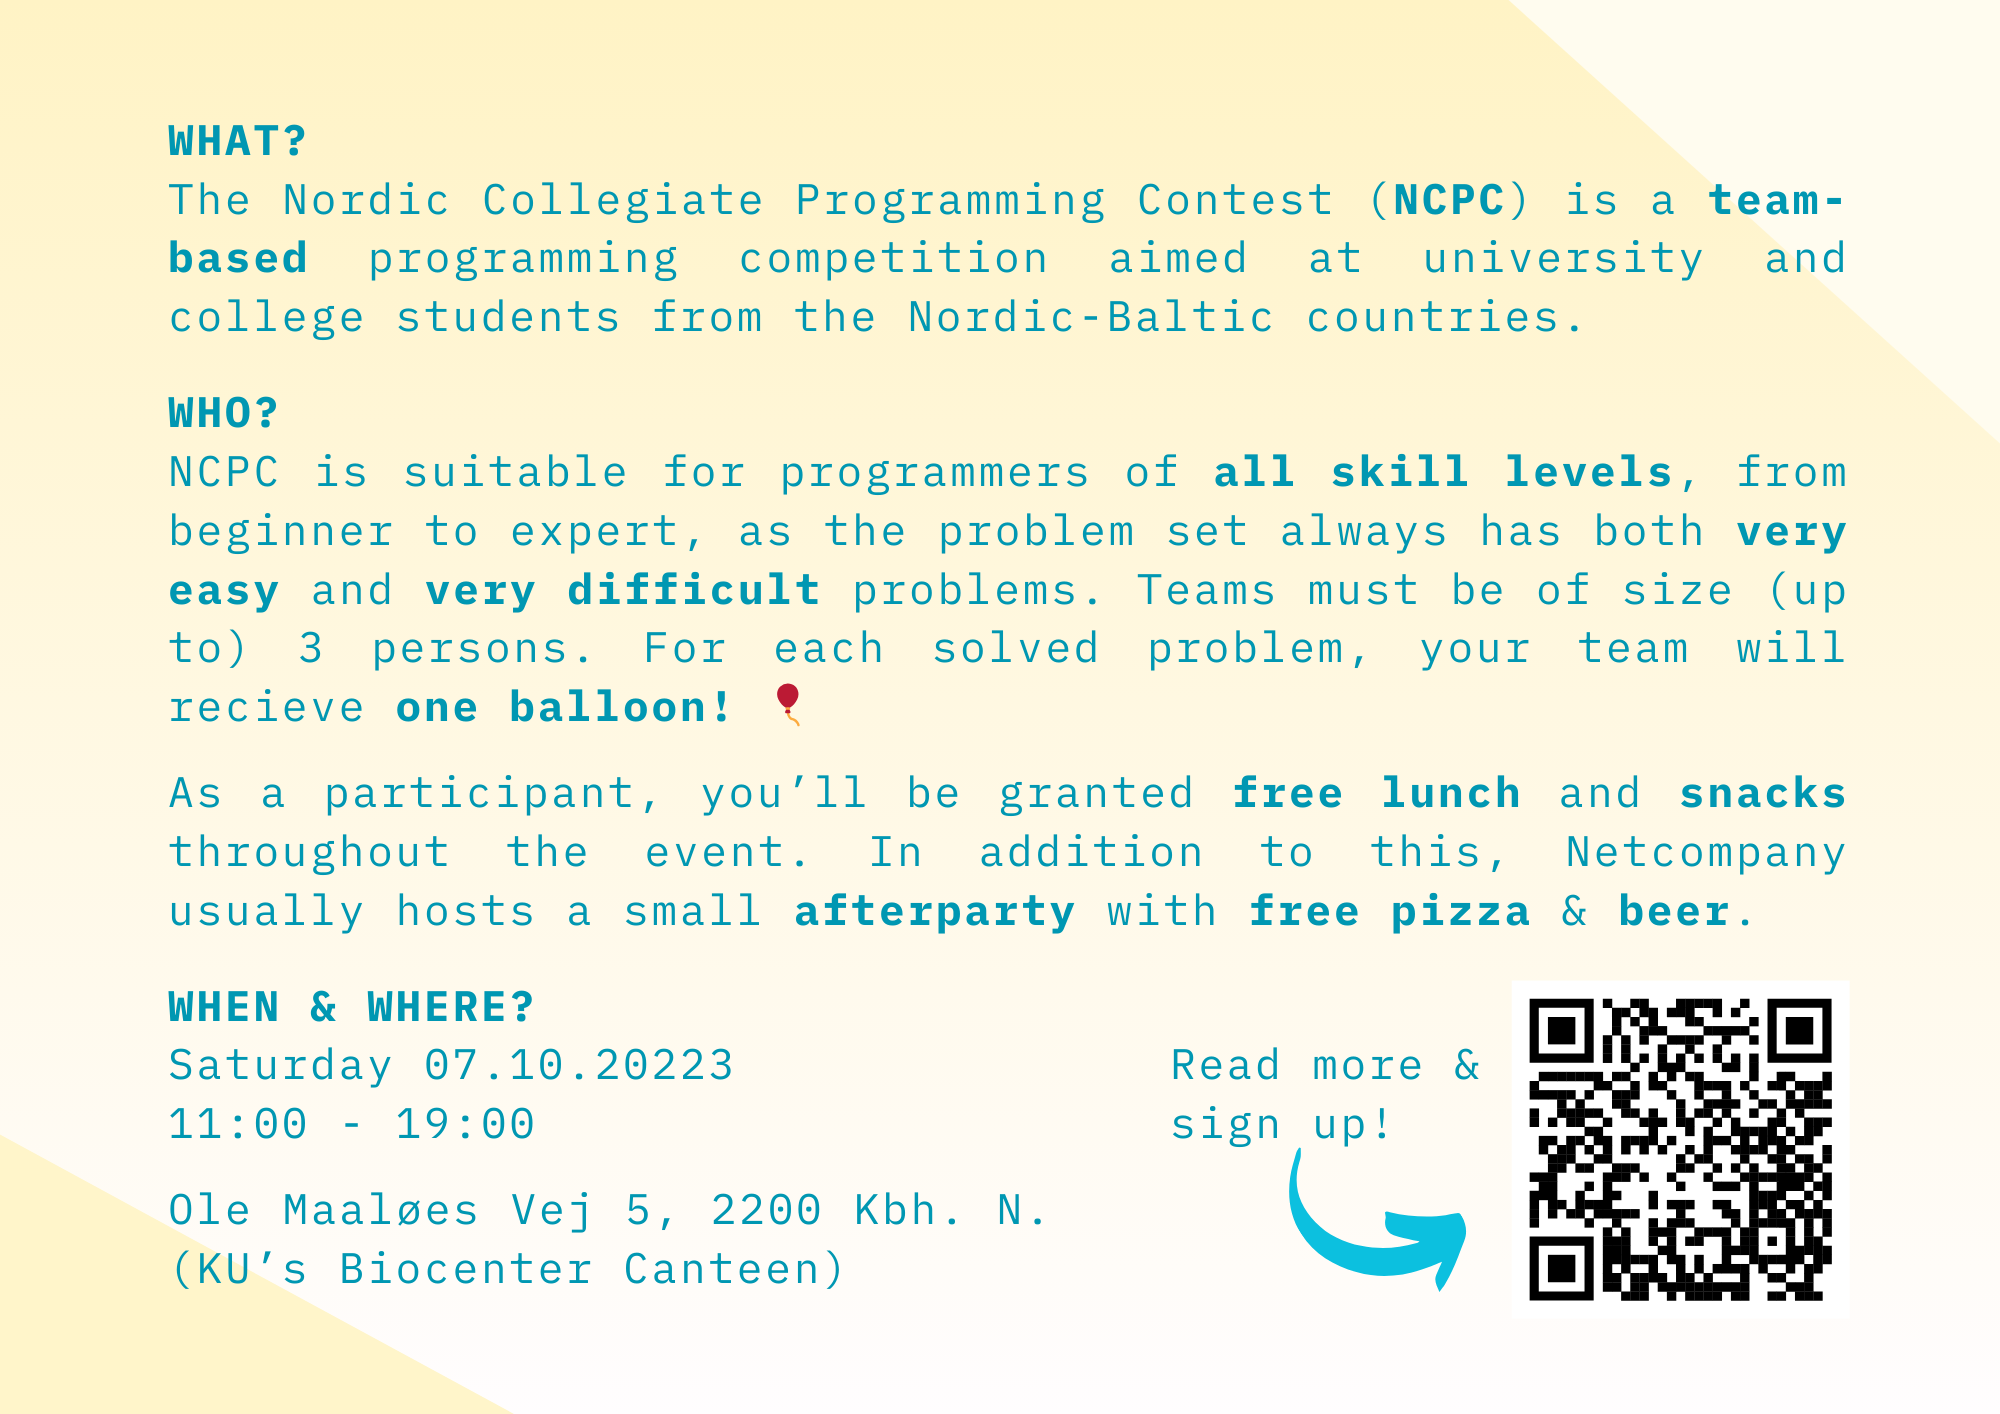 WHAT?
The Nordic Collegiate Programming Contest (NCPC) is a team-
based programming competition aimed at university and
college students from the Nordic-Baltic countries.
WHO?
NCPC is suitable for programmers of all skill levels, from
beginner to expert, as the problem set always has both very
easy and very difficult problems. Teams must be of size (up
to) 3 persons. For each solved problem, your team will
recieve one balloon!
As a participant, you’ll be granted free lunch and snacks
throughout the event. In addition to this, Netcompany
usually hosts a small afterparty with free pizza & beer.
WHEN & WHERE?
Saturday 07.10.20223
11:00 - 19:00
Ole Maaløes Vej 5, 2200 Kbh. N.
(KU’s Biocenter Canteen)
Read more &
sign up!